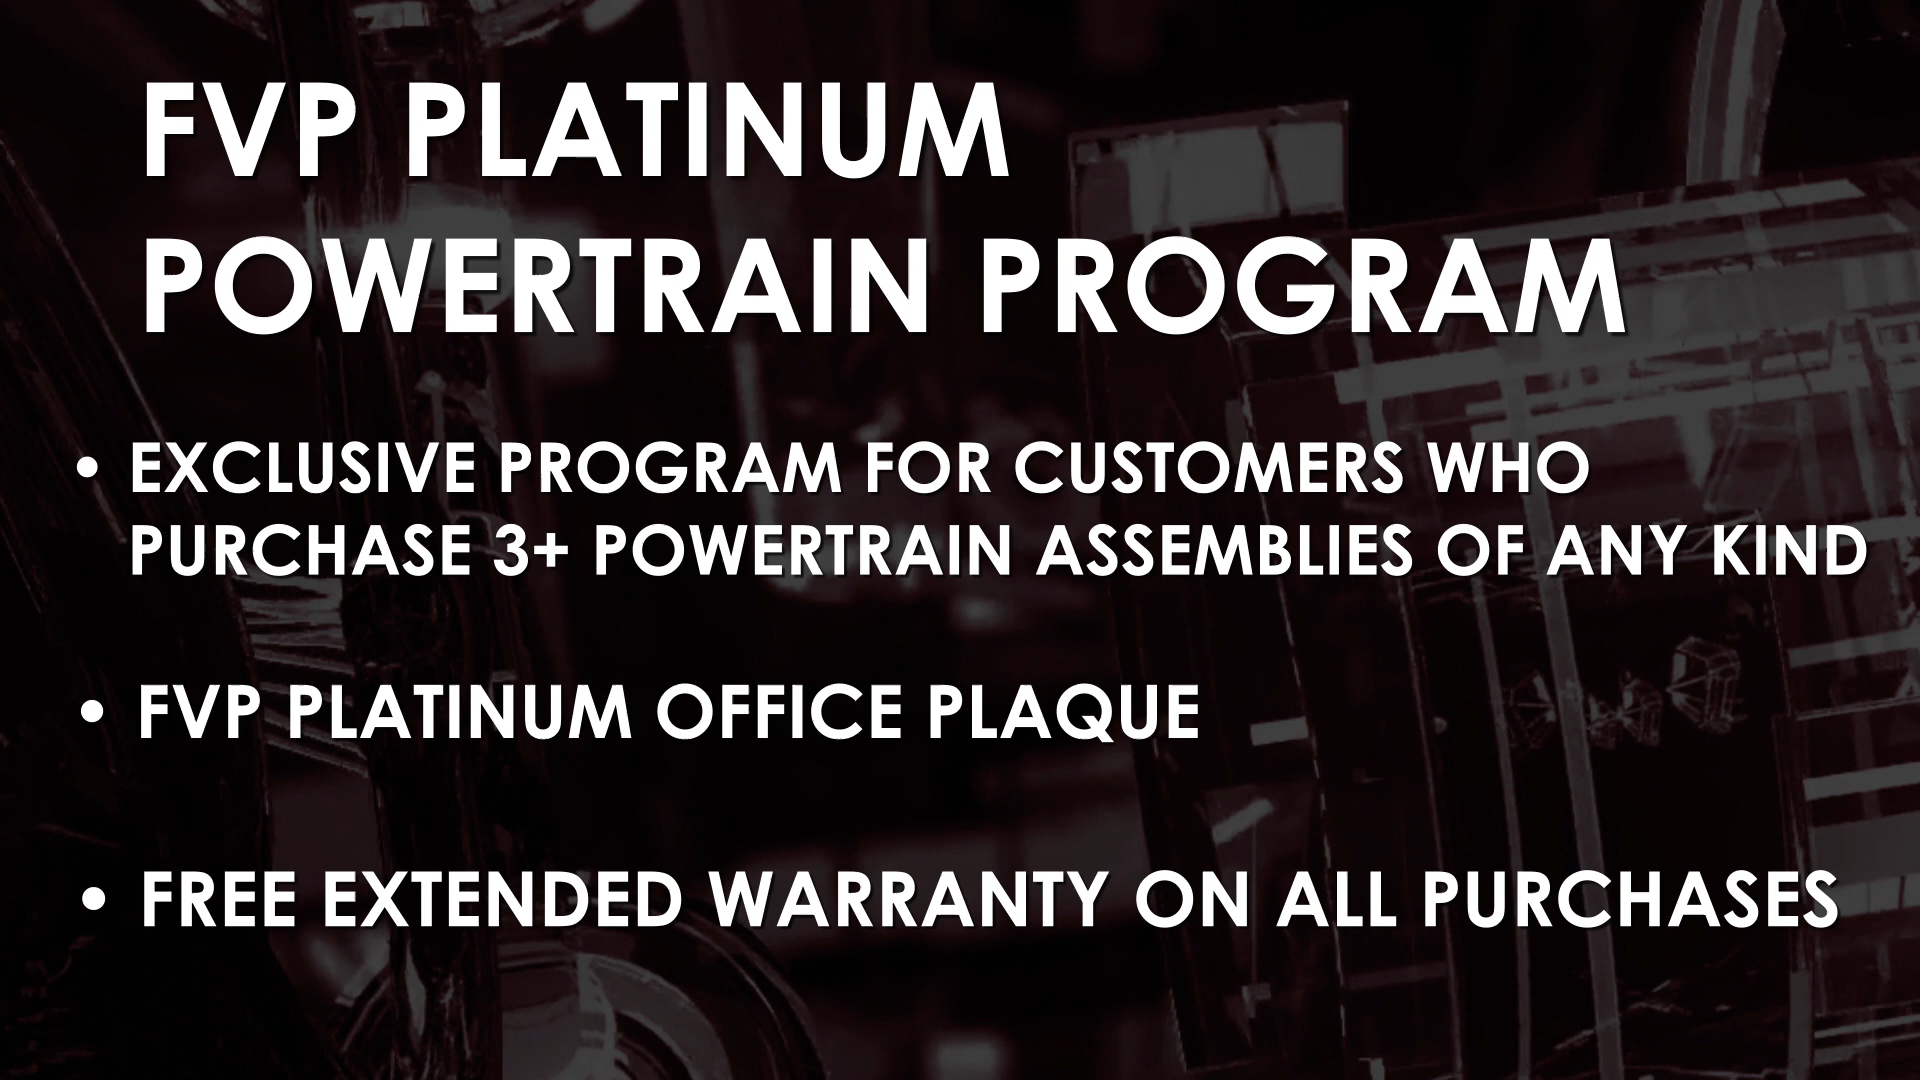 FVP PLATINUM
POWERTRAIN PROGRAM
• EXCLUSIVE PROGRAM FOR CUSTOMERS WHO
PURCHASE 3+ POWERTRAIN ASSEMBLIES OF ANY KIND
• FVP PLATINUM OFFICE PLAQUE
• FREE EXTENDED WARRANTY ON ALL PURCHASES